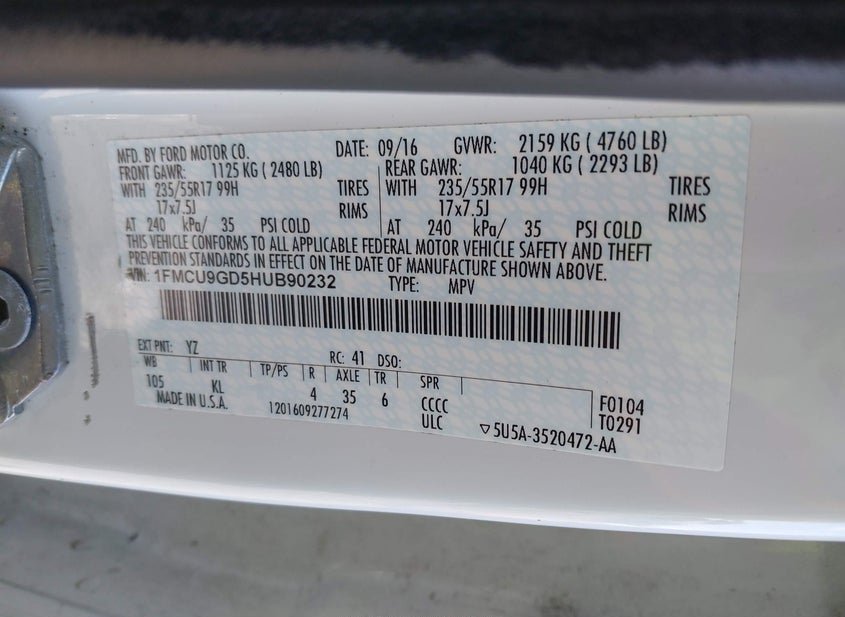 MFD. BY FORD MOTOR CO. DATE: 09/16 GVWR: 2159 KG ( 4760 LB)
FRONT GAWR: 1125 KG ( 2480 LB) REAR GAWR: 1040 KG ( 2293 LB)
WITH 235/55R17 99H TIRES WITH 235/55R17 99H TIRES
17x7.5J RIMS 17x7.5J RIMS
AT 240 kPa/ 35 PSI COLD AT 240 kPa/ 35 PSI COLD
THIS VEHICLE CONFORMS TO ALL APPLICABLE FEDERAL MOTOR VEHICLE SAFETY AND THEFT
PREVENTION STANDARDS IN EFFECT ON THE DATE OF MANUFACTURE SHOWN ABOVE.
VIN: 1FMCU9GD5HUB90232 TYPE: MPV
EXT PNT: YZ RC: 41 DSO:
WB INT TR TP/PS R AXLE TR SPR
105 KL 4 35 6 CCCC F0104
MADE IN U.S.A. 1201609277274 ULC T0291
▽5U5A-3520472-AA